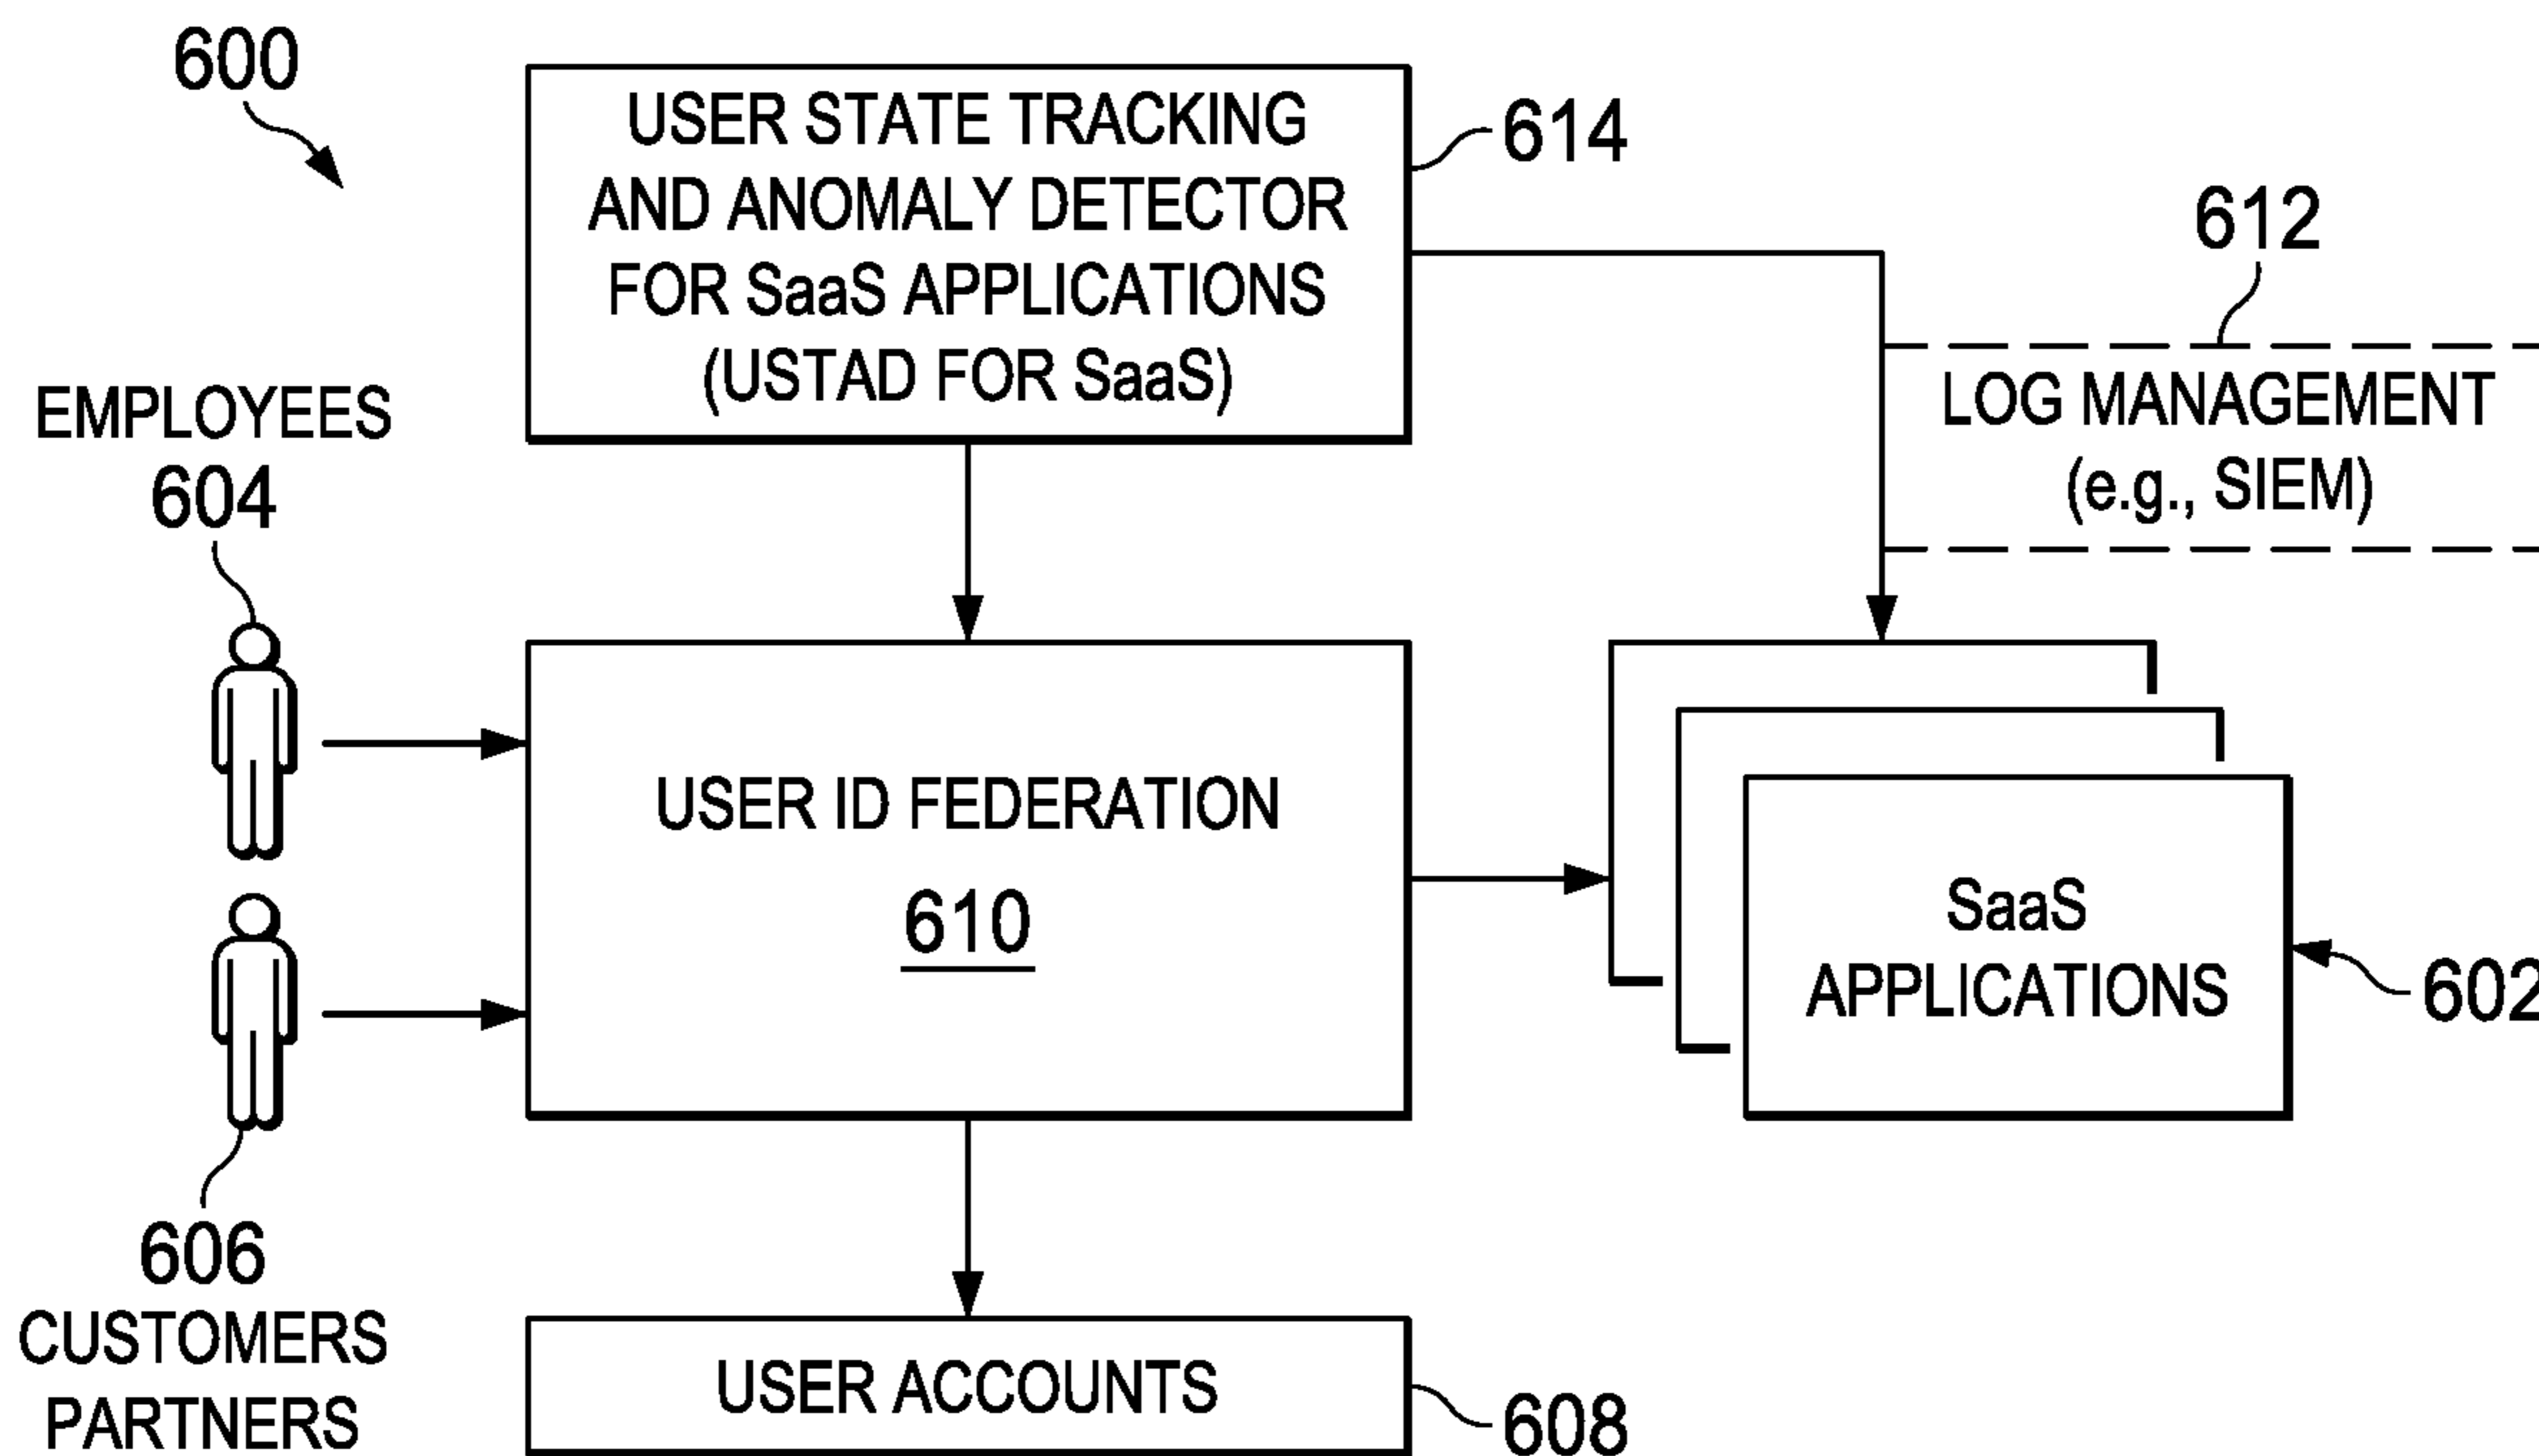 600
USER STATE TRACKING
AND ANOMALY DETECTOR
FOR SaaS APPLICATIONS
(USTAD FOR SaaS)
614
612
LOG MANAGEMENT
(e.g., SIEM)
EMPLOYEES
604
USER ID FEDERATION
610
SaaS
APPLICATIONS
602
606
CUSTOMERS
PARTNERS
USER ACCOUNTS
608